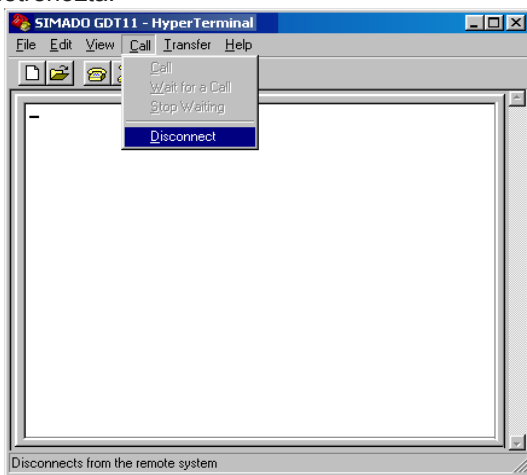 SIMADO GDT11 - HyperTerminal
File Edit View Call Transfer Help
Call
Wait for a Call
Stop Waiting
Disconnect
Disconnects from the remote system